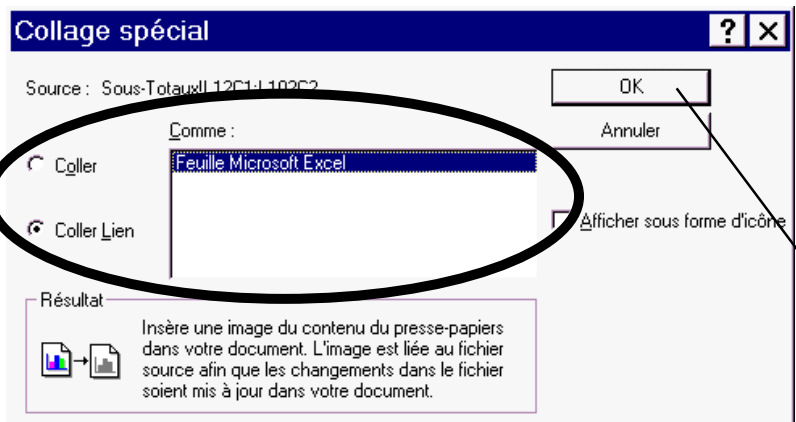 Collage spécial
Source : Sous-Totaux!L12C1:L102C2
OK
Comme :
Annuler
Coller
Feuille Microsoft Excel
Coller Lien
Afficher sous forme d'icône
Résultat
Insère une image du contenu du presse-papiers
dans votre document. L'image est liée au fichier
source afin que les changements dans le fichier
soient mis à jour dans votre document.